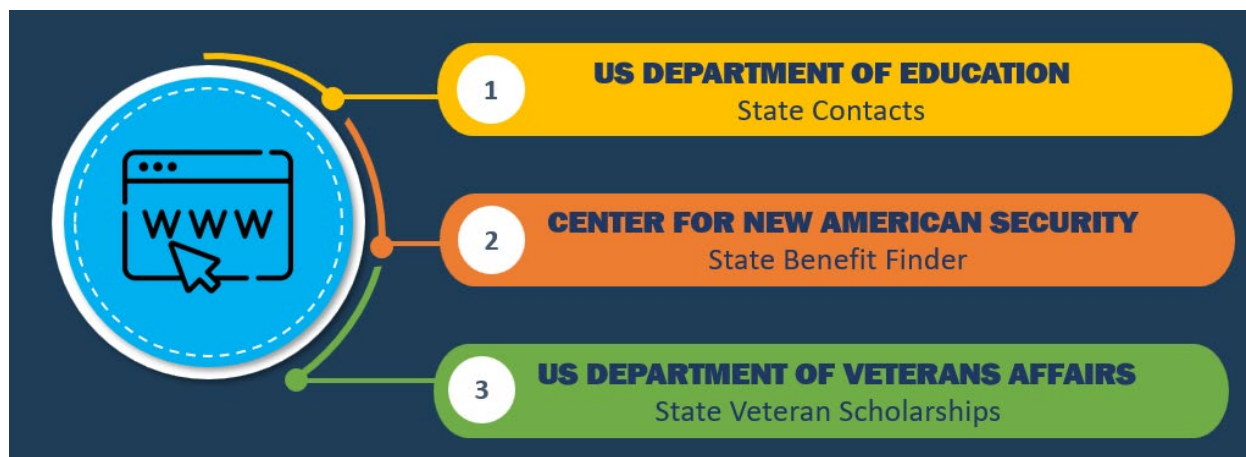 WWW
1
US DEPARTMENT OF EDUCATION
State Contacts
2
CENTER FOR NEW AMERICAN SECURITY
State Benefit Finder
3
US DEPARTMENT OF VETERANS AFFAIRS
State Veteran Scholarships